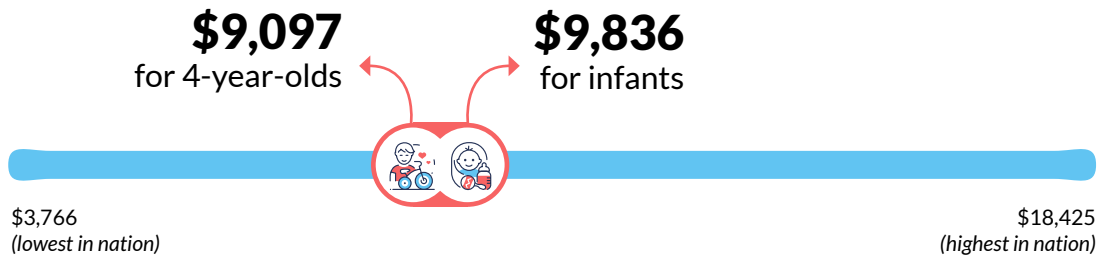 $9,097
for 4-year-olds
$9,836
for infants
$3,766
(lowest in nation)
$18,425
(highest in nation)